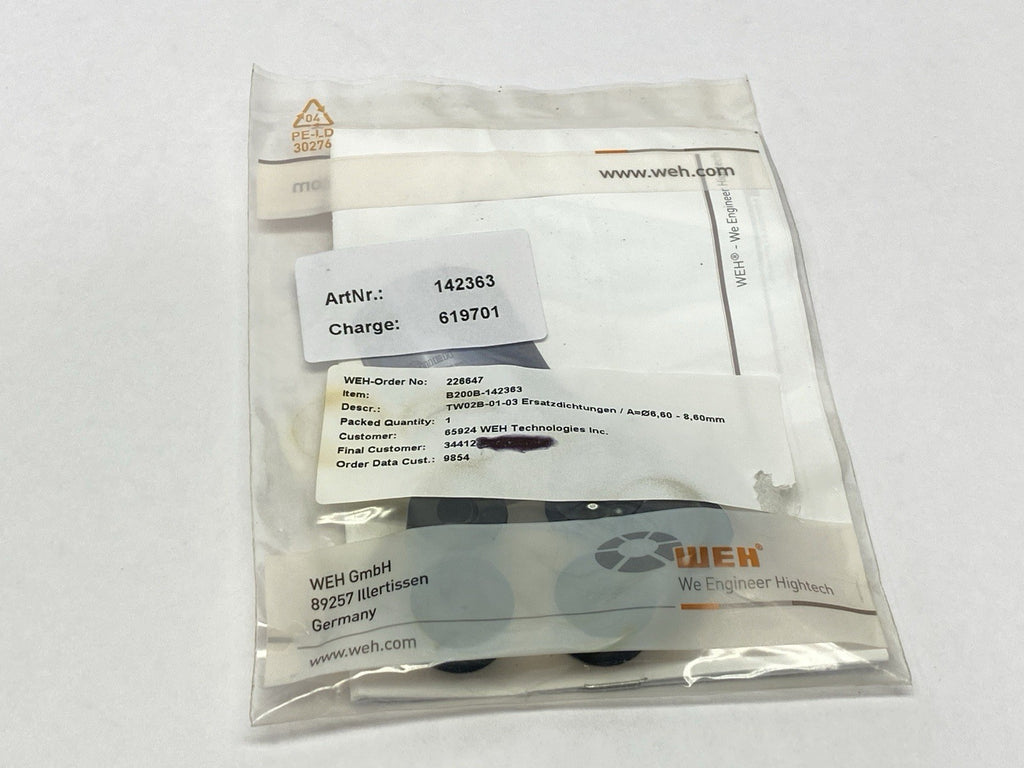 04
PE-LD
30276
www.weh.com
WEH® - We Engineer
ArtNr.: 142363
Charge: 619701
WEH-Order No: 226647
Item: B200B-142363
Descr.: TW02B-01-03 Ersatzdichtungen / A=Ø6,60 - 8,60mm
Packed Quantity: 1
Customer: 65924 WEH Technologies Inc.
Final Customer: 34412
Order Data Cust.: 9854
WEH®
We Engineer Hightech
WEH GmbH
89257 Illertissen
Germany
www.weh.com